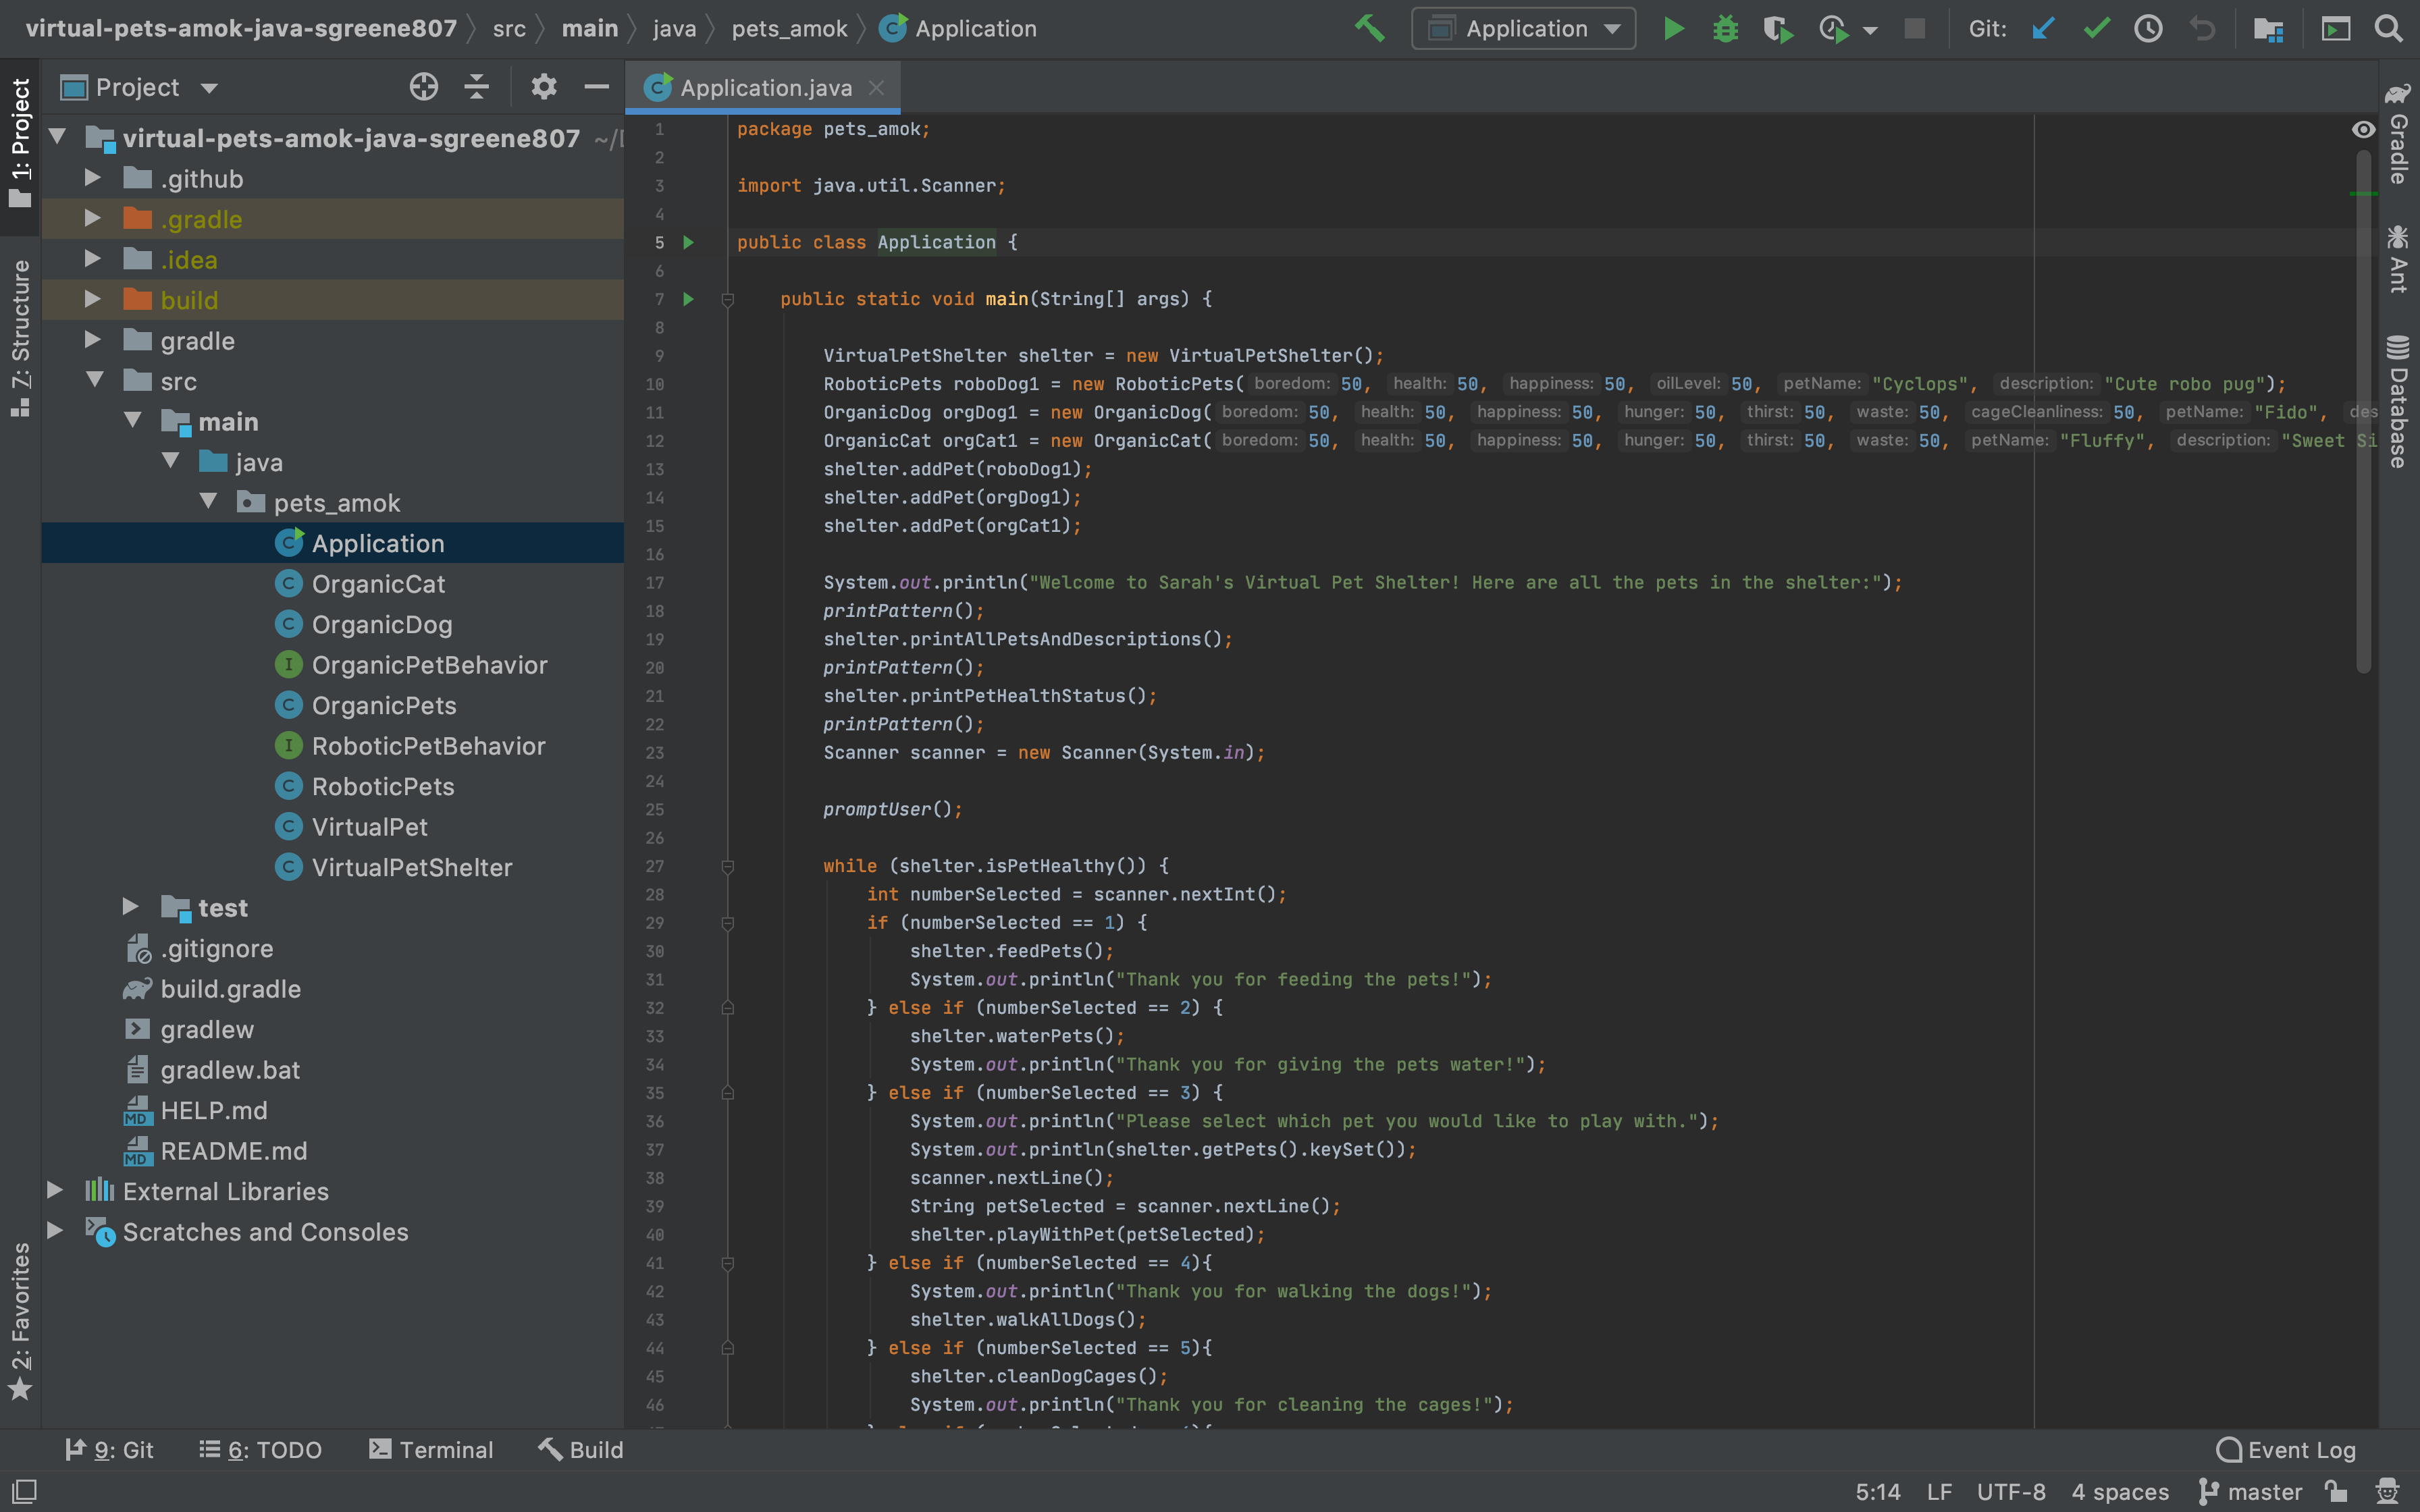 virtual-pets-amok-java-sgreene807 src main java pets_amok Application
Application Git:
1: Project
Project
virtual-pets-amok-java-sgreene807 ~/
.github
.gradle
.idea
build
gradle
src
main
java
pets_amok
Application
OrganicCat
OrganicDog
OrganicPetBehavior
OrganicPets
RoboticPetBehavior
RoboticPets
VirtualPet
VirtualPetShelter
test
.gitignore
build.gradle
gradlew
gradlew.bat
HELP.md
README.md
External Libraries
Scratches and Consoles
Z: Structure
2: Favorites
Application.java
1 package pets_amok;
2
3 import java.util.Scanner;
4
5 public class Application {
6
7 public static void main(String[] args) {
8
9 VirtualPetShelter shelter = new VirtualPetShelter();
10 RoboticPets roboDog1 = new RoboticPets( boredom: 50, health: 50, happiness: 50, oilLevel: 50, petName: "Cyclops", description: "Cute robo pug");
11 OrganicDog orgDog1 = new OrganicDog( boredom: 50, health: 50, happiness: 50, hunger: 50, thirst: 50, waste: 50, cageCleanliness: 50, petName: "Fido", des
12 OrganicCat orgCat1 = new OrganicCat( boredom: 50, health: 50, happiness: 50, hunger: 50, thirst: 50, waste: 50, petName: "Fluffy", description: "Sweet Si
13 shelter.addPet(roboDog1);
14 shelter.addPet(orgDog1);
15 shelter.addPet(orgCat1);
16
17 System.out.println("Welcome to Sarah's Virtual Pet Shelter! Here are all the pets in the shelter:");
18 printPattern();
19 shelter.printAllPetsAndDescriptions();
20 printPattern();
21 shelter.printPetHealthStatus();
22 printPattern();
23 Scanner scanner = new Scanner(System.in);
24
25 promptUser();
26
27 while (shelter.isPetHealthy()) {
28 int numberSelected = scanner.nextInt();
29 if (numberSelected == 1) {
30 shelter.feedPets();
31 System.out.println("Thank you for feeding the pets!");
32 } else if (numberSelected == 2) {
33 shelter.waterPets();
34 System.out.println("Thank you for giving the pets water!");
35 } else if (numberSelected == 3) {
36 System.out.println("Please select which pet you would like to play with.");
37 System.out.println(shelter.getPets().keySet());
38 scanner.nextLine();
39 String petSelected = scanner.nextLine();
40 shelter.playWithPet(petSelected);
41 } else if (numberSelected == 4){
42 System.out.println("Thank you for walking the dogs!");
43 shelter.walkAllDogs();
44 } else if (numberSelected == 5){
45 shelter.cleanDogCages();
46 System.out.println("Thank you for cleaning the cages!");
Gradle
Ant
Database
9: Git 6: TODO Terminal Build Event Log
5:14 LF UTF-8 4 spaces master